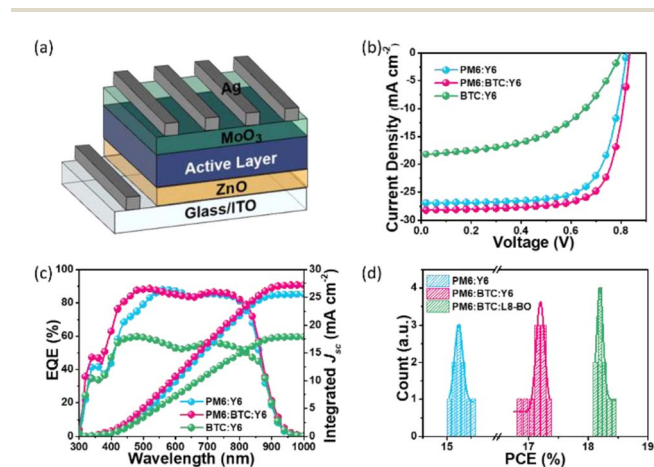 (a)
Ag
MoO3
Active Layer
ZnO
Glass/ITO
(b)
Current Density (mA cm-2)
0
-5
-10
-15
-20
-25
-30
PM6:Y6
PM6:BTC:Y6
BTC:Y6
0.0 0.2 0.4 0.6 0.8
Voltage (V)
(c)
EQE (%)
100
80
60
40
20
0
PM6:Y6
PM6:BTC:Y6
BTC:Y6
30
25
20
15
10
5
0
Integrated Jsc (mA cm-2)
300 400 500 600 700 800 900 1000
Wavelength (nm)
(d)
Count (a.u.)
4
3
2
1
0
PM6:Y6
PM6:BTC:Y6
PM6:BTC:L8-BO
15 17 18 19
PCE (%)